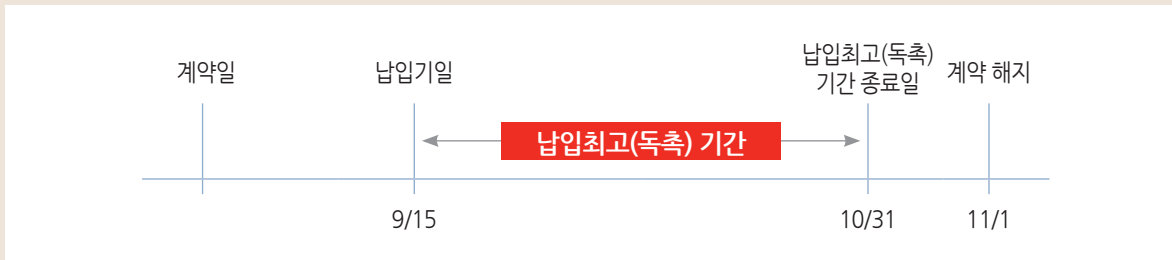 계약일
납입기일
납입최고(독촉)
기간 종료일
계약 해지
납입최고(독촉) 기간
9/15
10/31
11/1